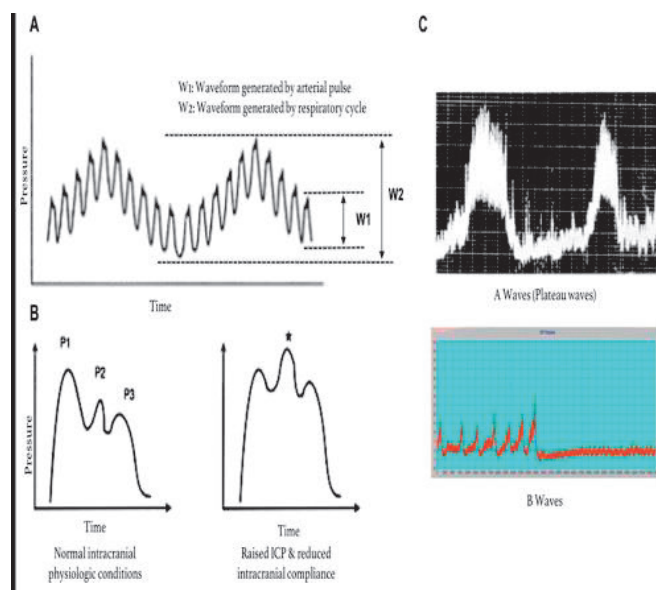 A
W1: Waveform generated by arterial pulse
W2: Waveform generated by respiratory cycle
Pressure
W1
W2
Time
B
P1
P2
P3
Pressure
Time
Normal intracranial
physiologic conditions
*
Time
Raised ICP & reduced
intracranial compliance
C
A Waves (Plateau waves)
B Waves